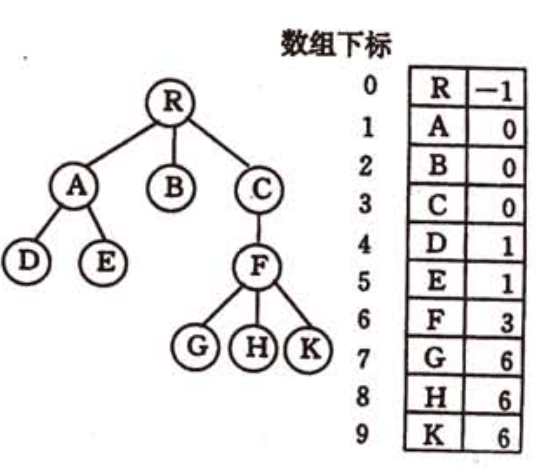 数组下标
R
A
B
C
D
E
F
G
H
K
0 R -1
1 A 0
2 B 0
3 C 0
4 D 1
5 E 1
6 F 3
7 G 6
8 H 6
9 K 6